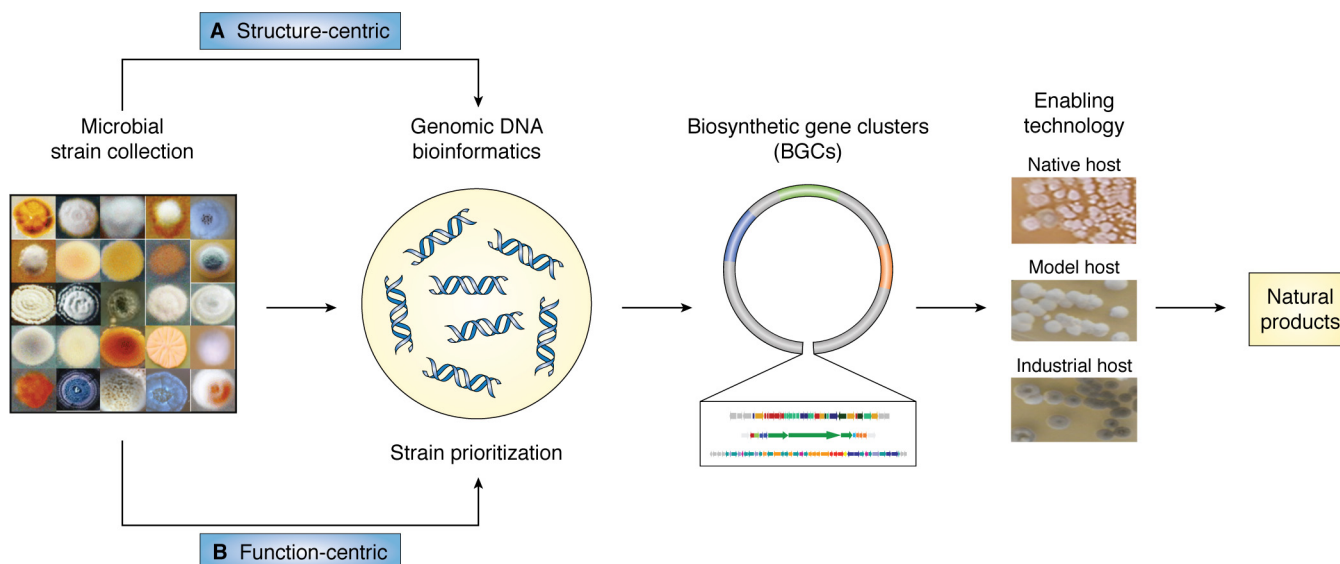 A Structure-centric
Microbial
strain collection
Genomic DNA
bioinformatics
Biosynthetic gene clusters
(BGCs)
Enabling
technology
Native host
Model host
Industrial host
Natural
products
Strain prioritization
B Function-centric